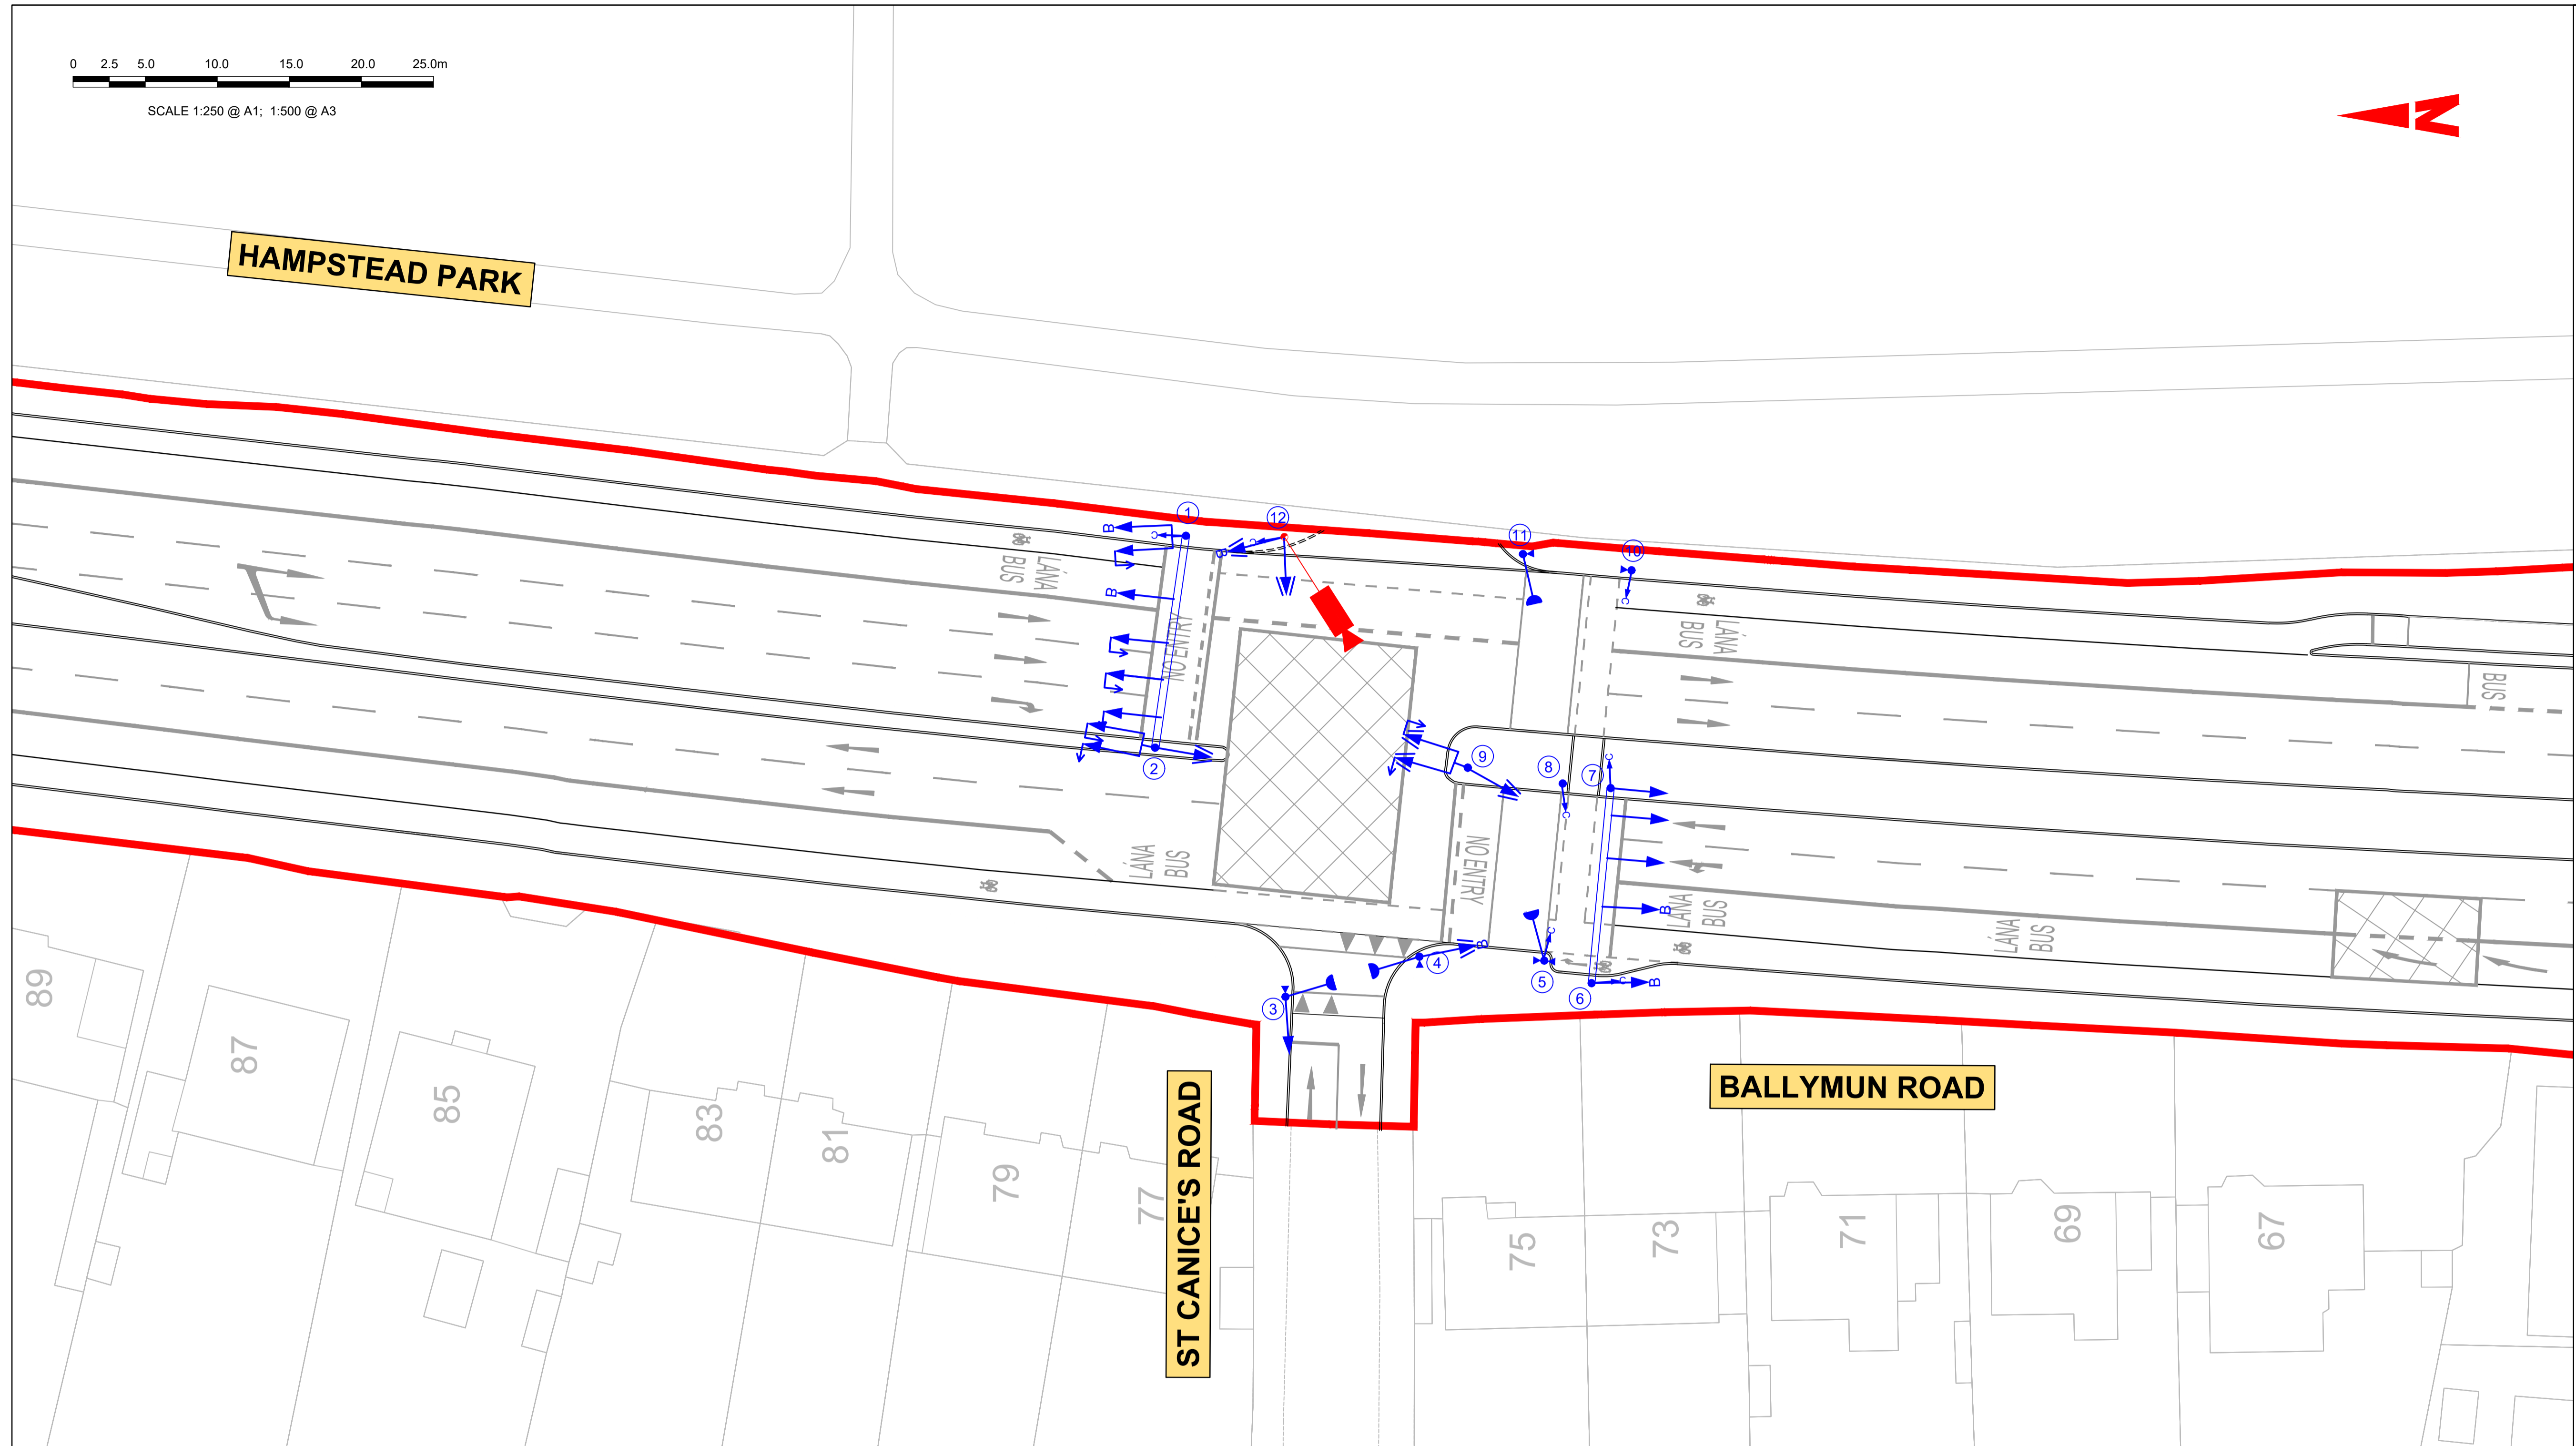 0 2.5 5.0 10.0 15.0 20.0 25.0m
SCALE 1:250 @ A1; 1:500 @ A3
N
HAMPSTEAD PARK
1
12
11
10
B
C
C
B
B
C
LÁNA
BUS
LÁNA
BUS
NO ENTRY
BUS
2
9
8
7
C
C
NO ENTRY
LÁNA
BUS
B
LÁNA
BUS
LÁNA
BUS
B
C
4
5
6
C
B
3
89
87
85
83
81
79
77
75
73
71
69
67
ST CANICE'S ROAD
BALLYMUN ROAD